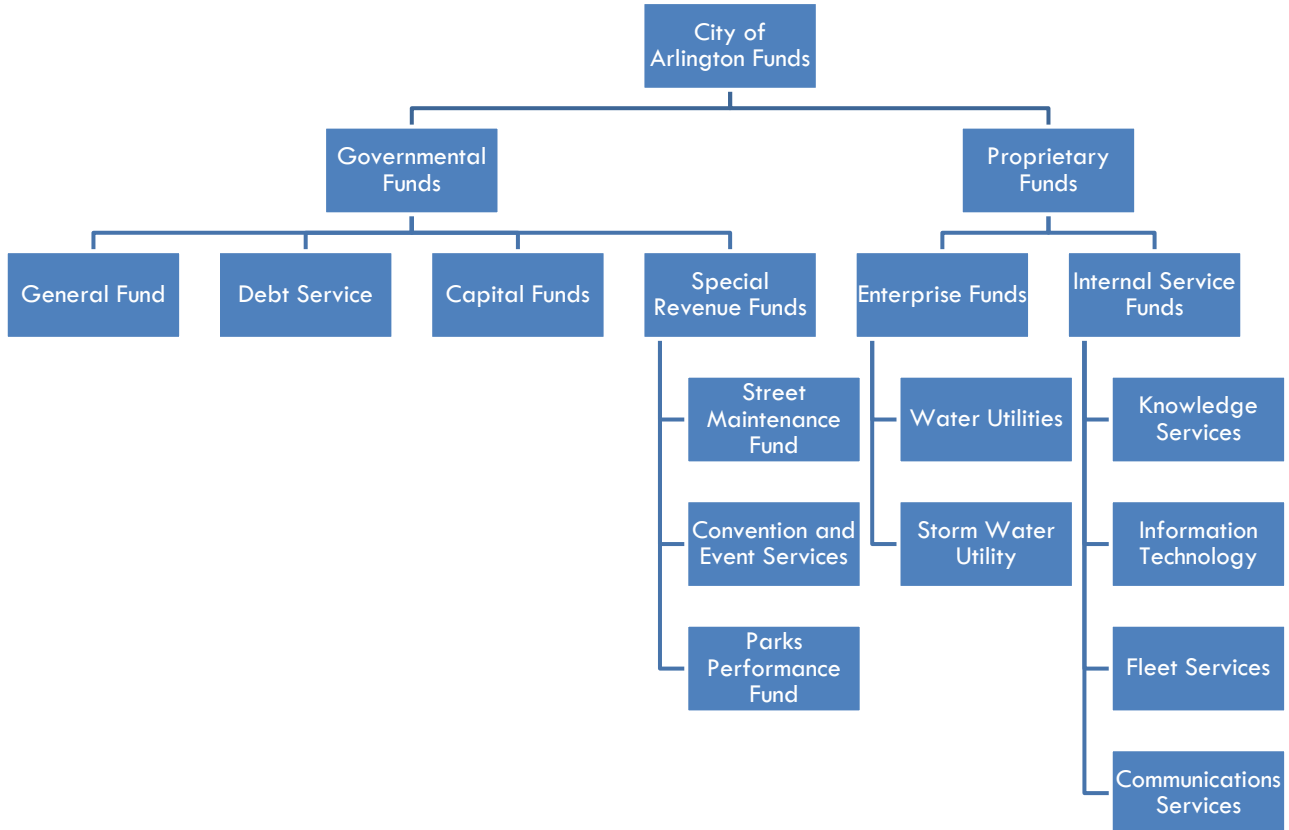 City of
Arlington Funds
Governmental
Funds
Proprietary
Funds
General Fund
Debt Service
Capital Funds
Special
Revenue Funds
Enterprise Funds
Internal Service
Funds
Street
Maintenance
Fund
Convention and
Event Services
Parks
Performance
Fund
Water Utilities
Storm Water
Utility
Knowledge
Services
Information
Technology
Fleet Services
Communications
Services